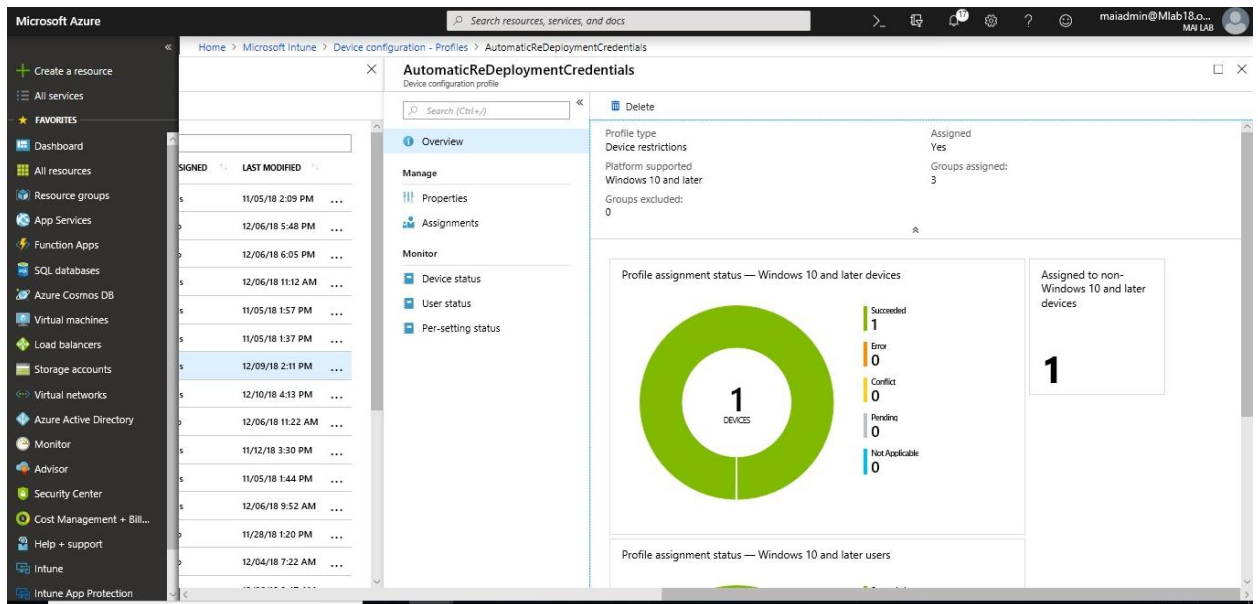 Microsoft Azure
Search resources, services, and docs
17
maiadmin@Mlab18.o...
MAI LAB
Home > Microsoft Intune > Device configuration - Profiles > AutomaticReDeploymentCredentials
Create a resource
All services
FAVORITES
Dashboard
All resources
Resource groups
App Services
Function Apps
SQL databases
Azure Cosmos DB
Virtual machines
Load balancers
Storage accounts
Virtual networks
Azure Active Directory
Monitor
Advisor
Security Center
Cost Management + Bill...
Help + support
Intune
Intune App Protection
SIGNED LAST MODIFIED
11/05/18 2:09 PM ...
12/06/18 5:48 PM ...
12/06/18 6:05 PM ...
12/06/18 11:12 AM ...
11/05/18 1:57 PM ...
11/05/18 1:37 PM ...
12/09/18 2:11 PM ...
12/10/18 4:13 PM ...
12/06/18 11:22 AM ...
11/12/18 3:30 PM ...
11/05/18 1:44 PM ...
12/06/18 9:52 AM ...
11/28/18 1:20 PM ...
12/04/18 7:22 AM ...
AutomaticReDeploymentCredentials
Device configuration profile
Search (Ctrl+/)
Overview
Manage
Properties
Assignments
Monitor
Device status
User status
Per-setting status
Delete
Profile type
Device restrictions
Platform supported
Windows 10 and later
Groups excluded:
0
Assigned
Yes
Groups assigned:
3
Profile assignment status — Windows 10 and later devices
1
DEVICES
Succeeded
1
Error
0
Conflict
0
Pending
0
Not Applicable
0
Assigned to non-
Windows 10 and later
devices
1
Profile assignment status — Windows 10 and later users